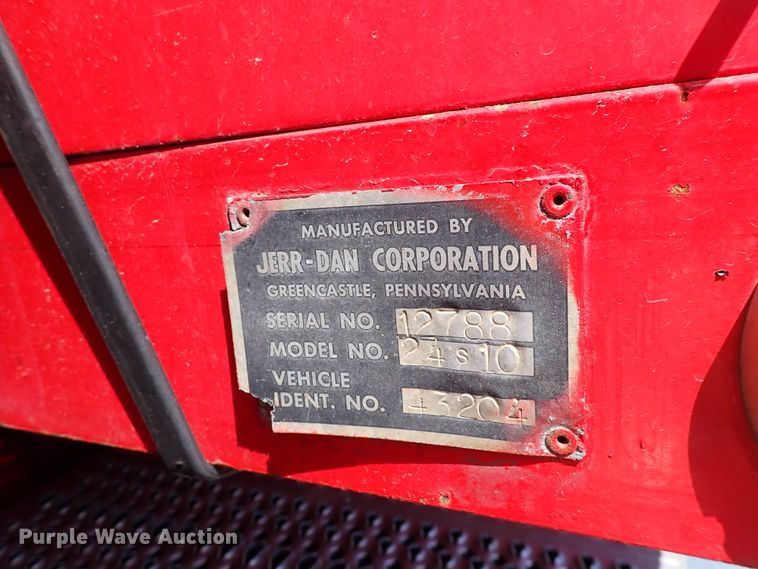 MANUFACTURED BY
JERR-DAN CORPORATION
GREENCASTLE, PENNSYLVANIA
SERIAL NO. 12788
MODEL NO. 24S10
VEHICLE
IDENT. NO. 43204
Purple Wave Auction